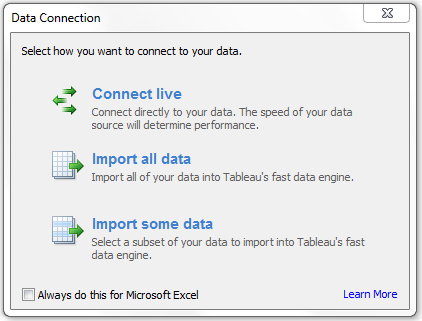 Data Connection
Select how you want to connect to your data.
Connect live
Connect directly to your data. The speed of your data
source will determine performance.
Import all data
Import all of your data into Tableau's fast data engine.
Import some data
Select a subset of your data to import into Tableau's fast
data engine.
Always do this for Microsoft Excel
Learn More